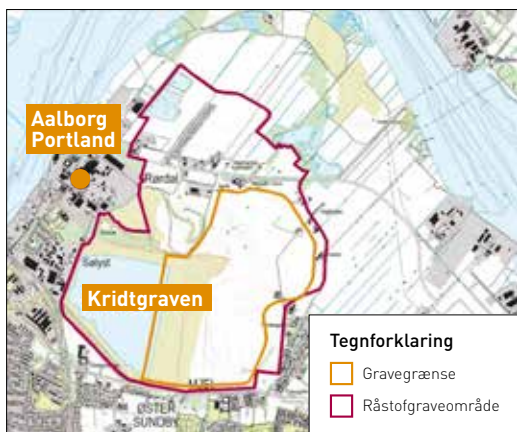 Aalborg
Portland
Rørdal
Sølyst
Kridtgraven
ØSTER
SUNDBY
Tegnforklaring
Gravegrænse
Råstofgraveområde